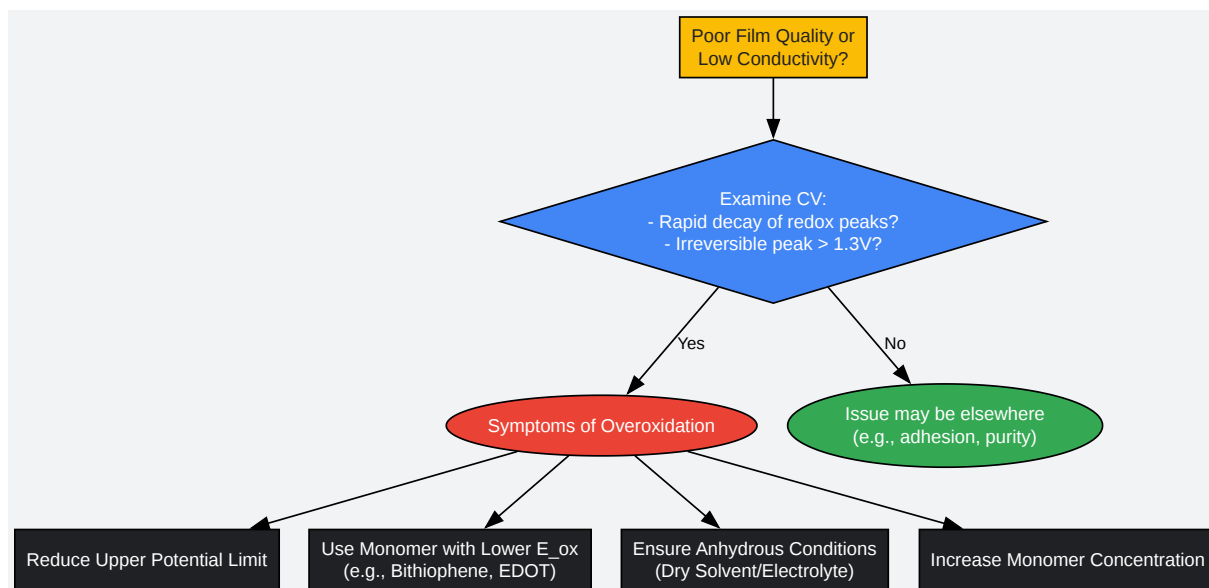 Poor Film Quality or
Low Conductivity?
Examine CV:
- Rapid decay of redox peaks?
- Irreversible peak > 1.3V?
Yes
No
Symptoms of Overoxidation
Issue may be elsewhere
(e.g., adhesion, purity)
Reduce Upper Potential Limit
Use Monomer with Lower E_ox
(e.g., Bithiophene, EDOT)
Ensure Anhydrous Conditions
(Dry Solvent/Electrolyte)
Increase Monomer Concentration